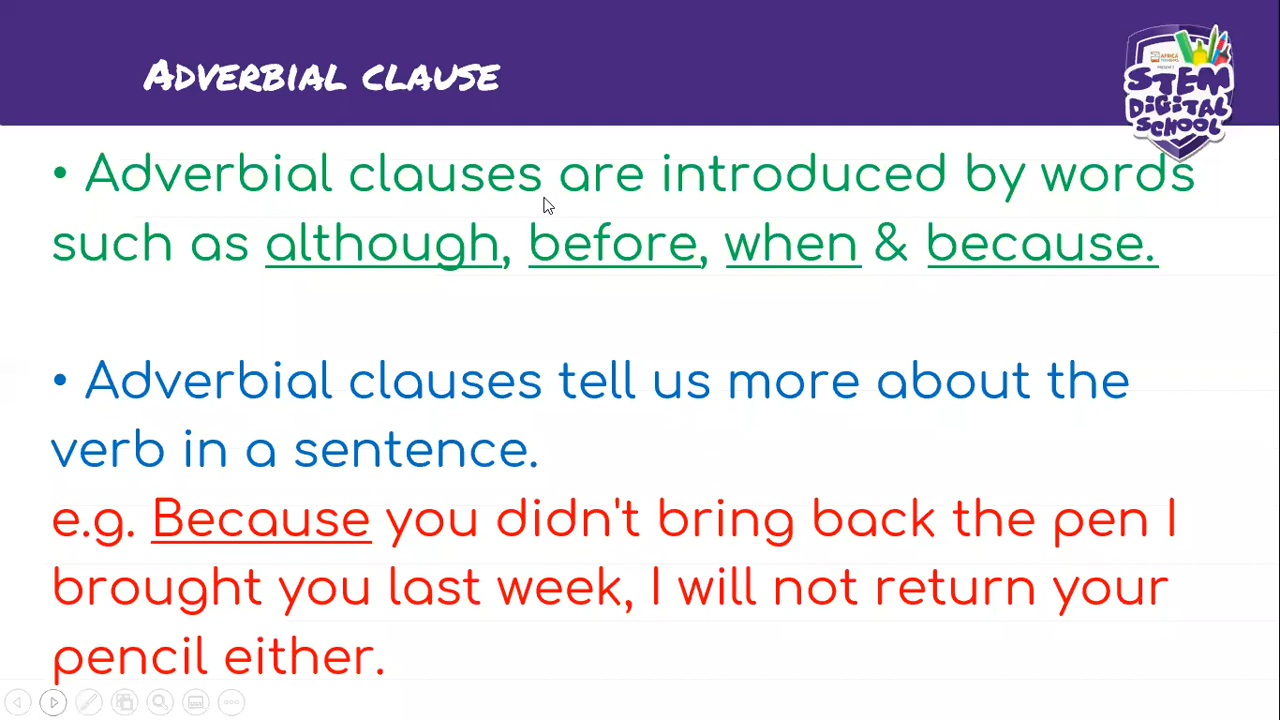 ADVERBIAL CLAUSE
STEM
DIGITAL
SCHOOL
• Adverbial clauses are introduced by words
such as although, before, when & because.
• Adverbial clauses tell us more about the
verb in a sentence.
e.g. Because you didn't bring back the pen I
brought you last week, I will not return your
pencil either.